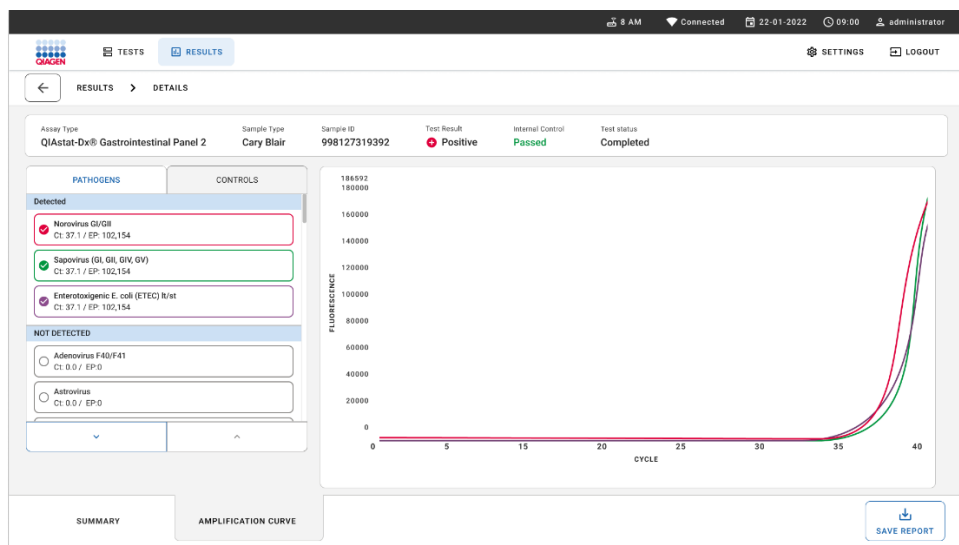 8 AM Connected 22-01-2022 09:00 administrator
QIAGEN TESTS RESULTS SETTINGS LOGOUT
RESULTS > DETAILS
Assay Type Sample Type Sample ID Test Result Internal Control Test status
QIAstat-Dx® Gastrointestinal Panel 2 Cary Blair 998127319392 Positive Passed Completed
PATHOGENS CONTROLS
Detected
Norovirus GI/GII
Ct: 37.1 / EP: 102,154
Sapovirus (GI, GII, GIV, GV)
Ct: 37.1 / EP: 102,154
Enterotoxigenic E. coli (ETEC) lt/st
Ct: 37.1 / EP: 102,154
NOT DETECTED
Adenovirus F40/F41
Ct: 0.0 / EP:0
Astrovirus
Ct: 0.0 / EP:0
186592
180000
160000
140000
120000
100000
80000
60000
40000
20000
0
FLUORESCENCE
0 5 15 20 25 30 35 40
CYCLE
SUMMARY AMPLIFICATION CURVE
SAVE REPORT